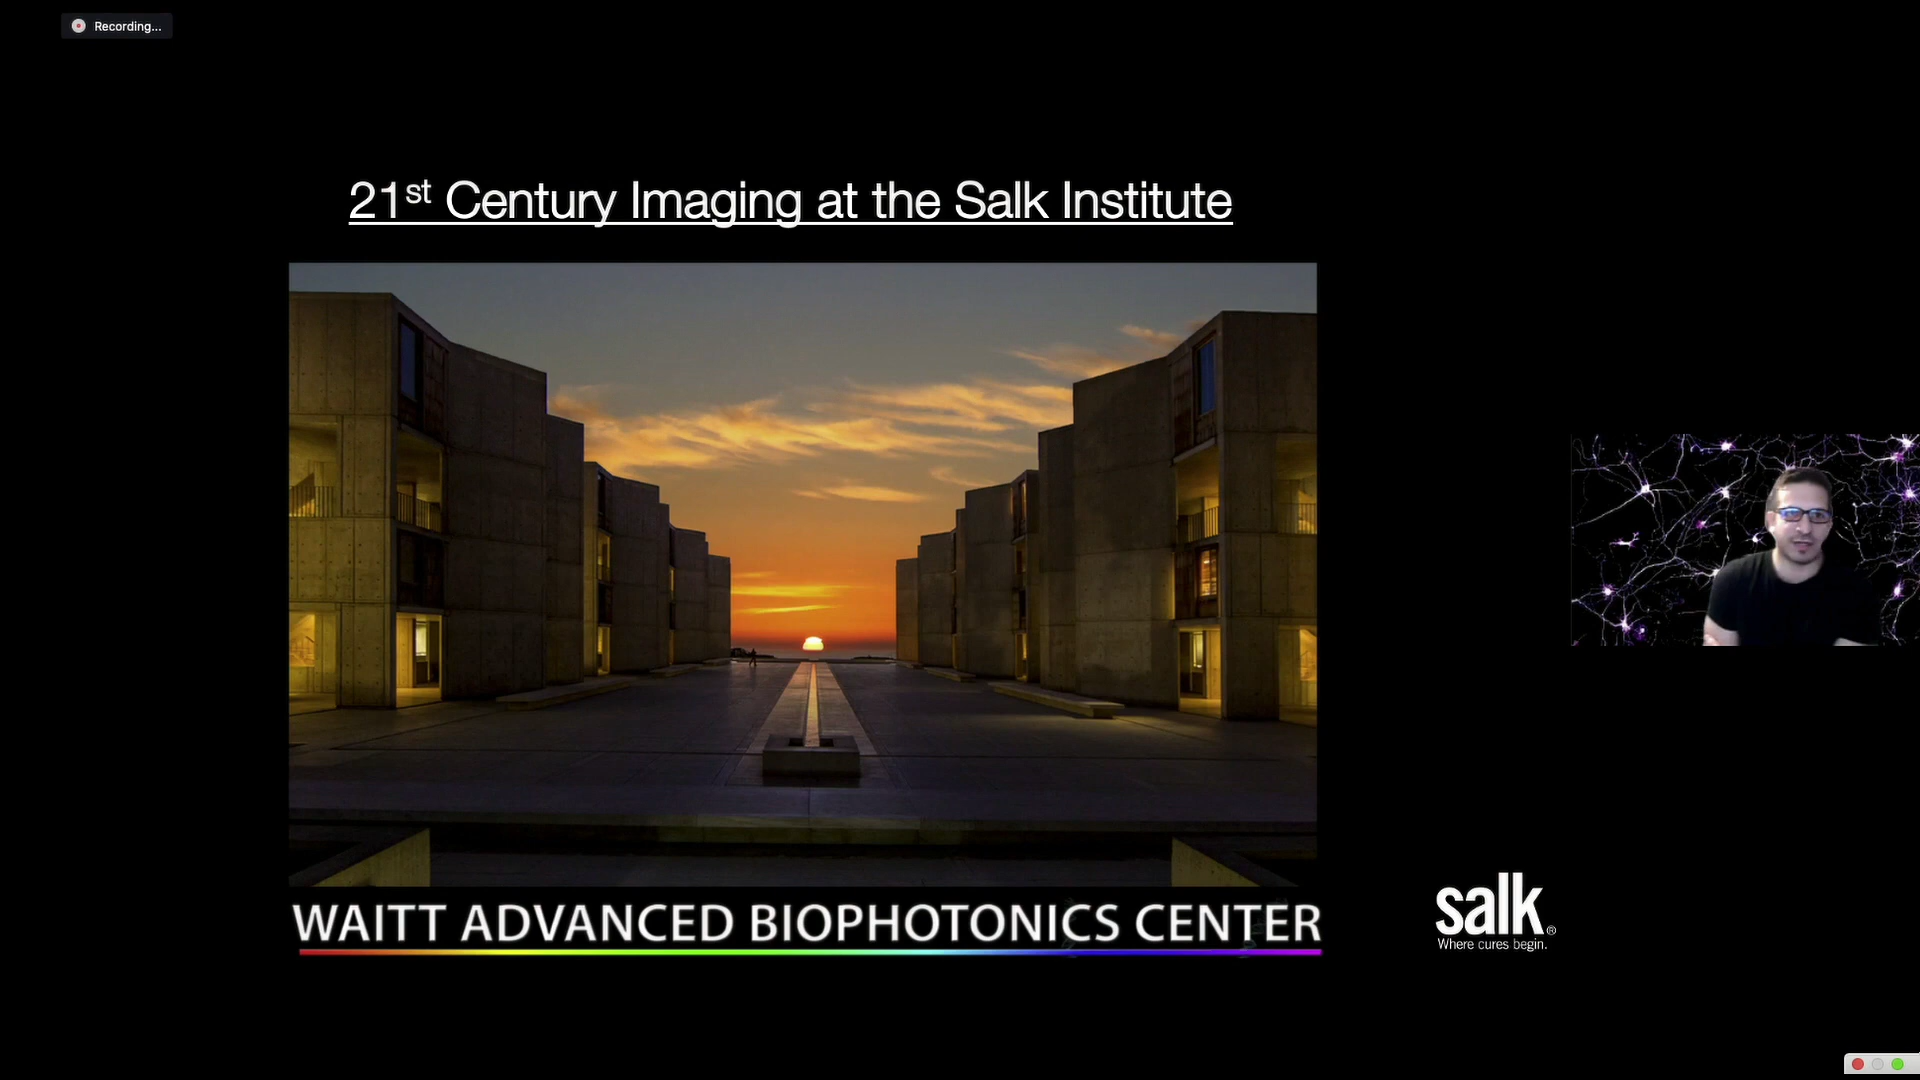 Recording...
21st Century Imaging at the Salk Institute
WAITT ADVANCED BIOPHOTONICS CENTER
salk®
Where cures begin.